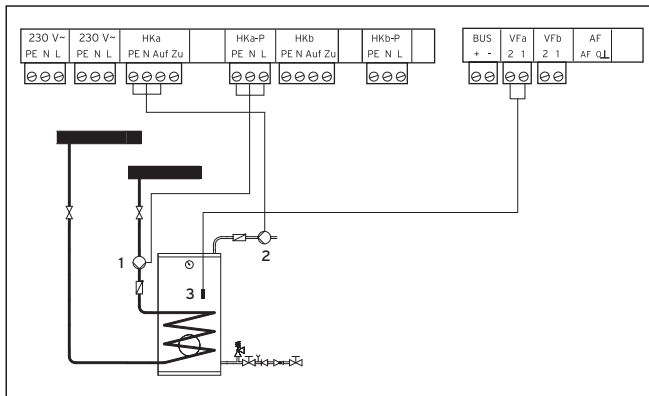 230 V~ 230 V~ HKa HKa-P HKb HKb-P
PE N L PE N L PE N Auf Zu PE N L PE N Auf Zu PE N L
BUS VFa VFb AF
+ - 2 1 2 1 AF 0
1
2
3